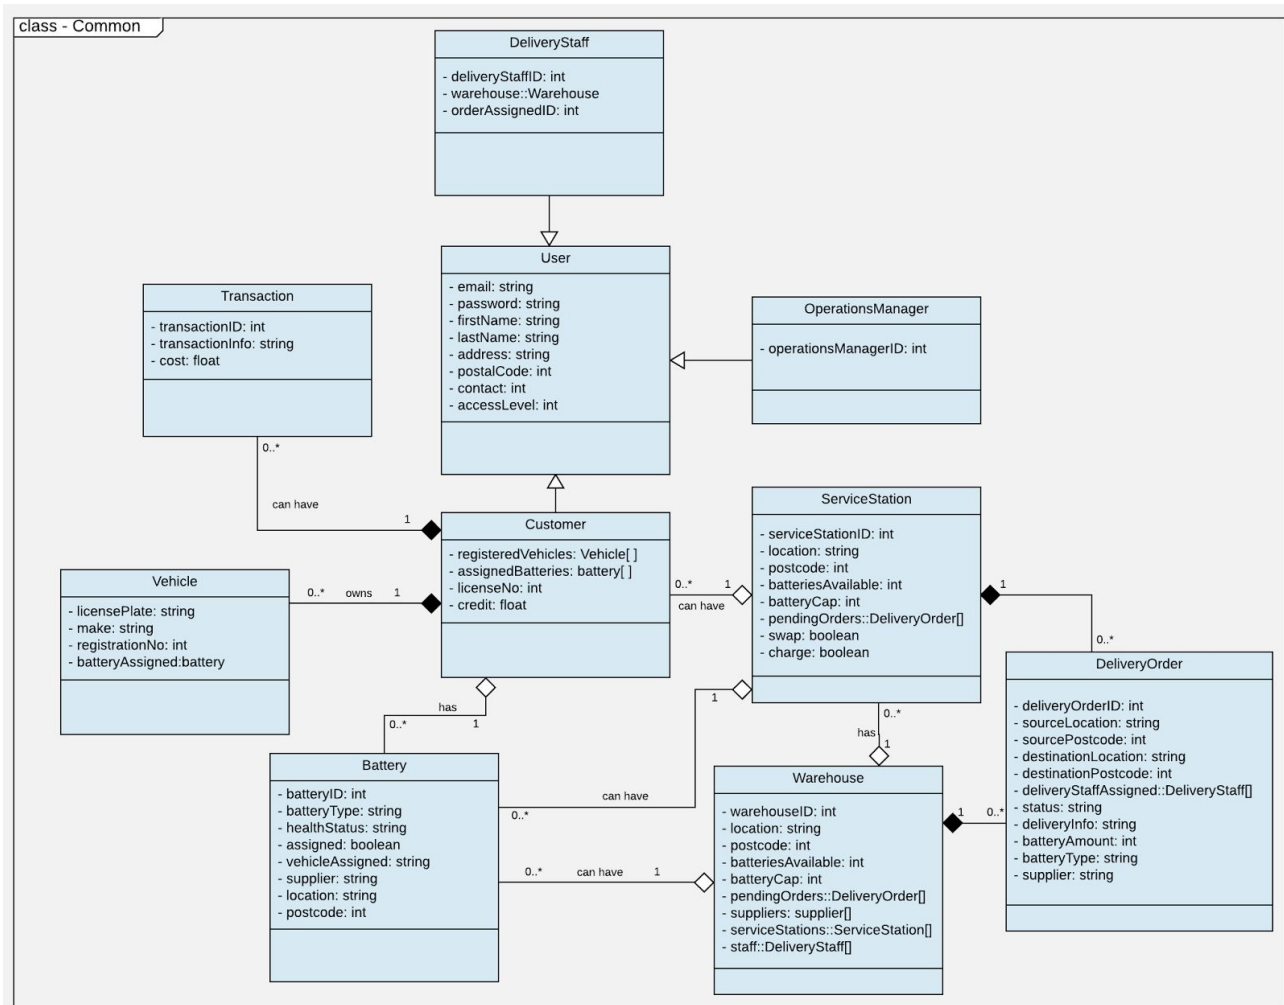 class - Common
DeliveryStaff
- deliveryStaffID: int
- warehouse::Warehouse
- orderAssignedID: int
User
- email: string
- password: string
- firstName: string
- lastName: string
- address: string
- postalCode: int
- contact: int
- accessLevel: int
Transaction
- transactionID: int
- transactionInfo: string
- cost: float
OperationsManager
- operationsManagerID: int
0..*
can have
1
Customer
- registeredVehicles: Vehicle[ ]
- assignedBatteries: battery[ ]
- licenseNo: int
- credit: float
Vehicle
- licensePlate: string
- make: string
- registrationNo: int
- batteryAssigned:battery
0..* owns 1
0..* 1
can have
ServiceStation
- serviceStationID: int
- location: string
- postcode: int
- batteriesAvailable: int
- batteryCap: int
- pendingOrders::DeliveryOrder[]
- swap: boolean
- charge: boolean
1
0..*
DeliveryOrder
- deliveryOrderID: int
- sourceLocation: string
- sourcePostcode: int
- destinationLocation: string
- destinationPostcode: int
- deliveryStaffAssigned::DeliveryStaff[]
- status: string
- deliveryInfo: string
- batteryAmount: int
- batteryType: string
- supplier: string
has
0..* 1
Battery
- batteryID: int
- batteryType: string
- healthStatus: string
- assigned: boolean
- vehicleAssigned: string
- supplier: string
- location: string
- postcode: int
1
can have
0..*
0..* can have 1
0..*
has
1
Warehouse
- warehouseID: int
- location: string
- postcode: int
- batteriesAvailable: int
- batteryCap: int
- pendingOrders::DeliveryOrder[]
- suppliers: supplier[]
- serviceStations::ServiceStation[]
- staff::DeliveryStaff[]
1 0..*